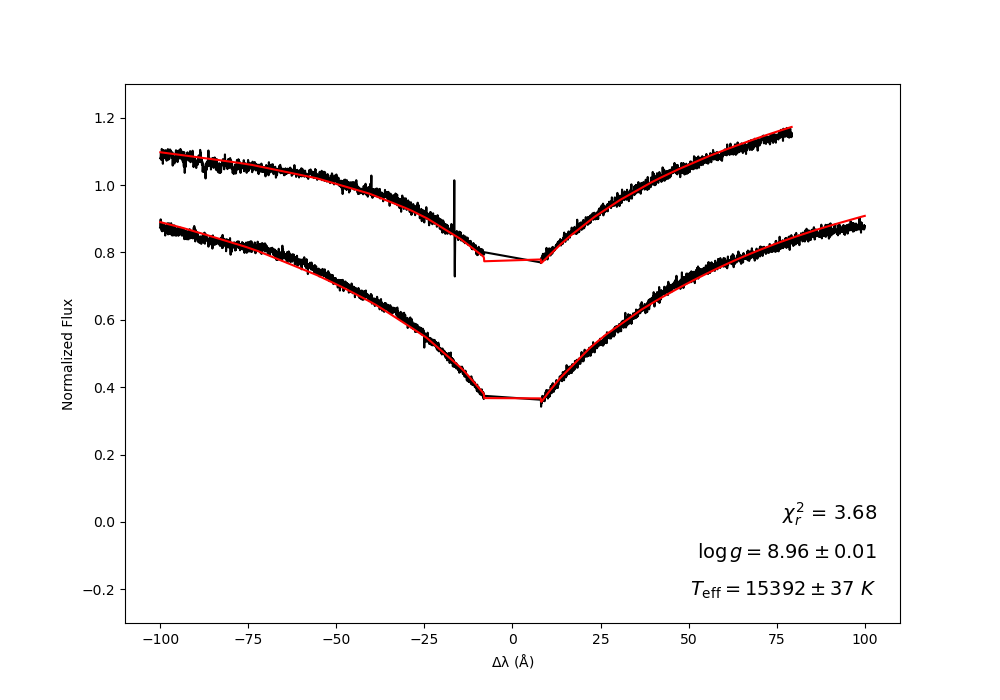 1.2
1.0
0.8
0.6
0.4
0.2
0.0
−0.2
Normalized Flux
χ²ᵣ = 3.68
log g = 8.96 ± 0.01
T_eff = 15392 ± 37 K
−100 −75 −50 −25 0 25 50 75 100
Δλ (Å)